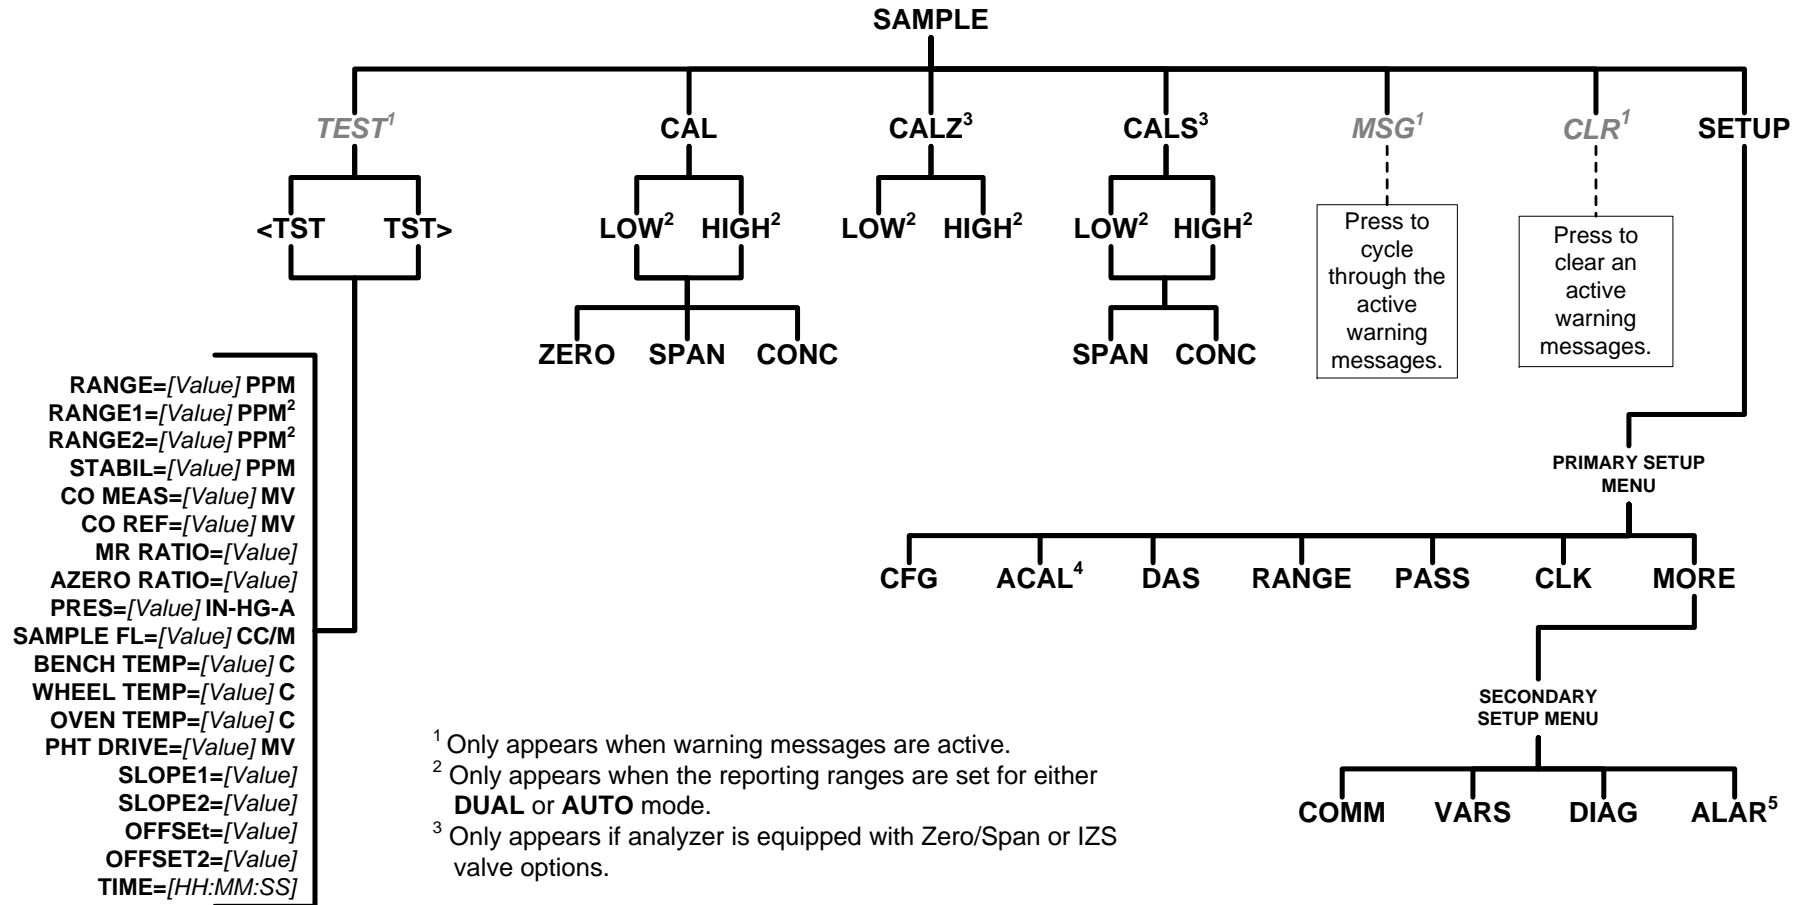 SAMPLE
TEST¹ CAL CALZ³ CALS³ MSG¹ CLR¹ SETUP
<TST TST> LOW² HIGH² LOW² HIGH² LOW² HIGH²
Press to
cycle
through the
active
warning
messages.
Press to
clear an
active
warning
messages.
ZERO SPAN CONC SPAN CONC
RANGE=[Value] PPM
RANGE1=[Value] PPM²
RANGE2=[Value] PPM²
STABIL=[Value] PPM
CO MEAS=[Value] MV
CO REF=[Value] MV
MR RATIO=[Value]
AZERO RATIO=[Value]
PRES=[Value] IN-HG-A
SAMPLE FL=[Value] CC/M
BENCH TEMP=[Value] C
WHEEL TEMP=[Value] C
OVEN TEMP=[Value] C
PHT DRIVE=[Value] MV
SLOPE1=[Value]
SLOPE2=[Value]
OFFSEt=[Value]
OFFSET2=[Value]
TIME=[HH:MM:SS]
PRIMARY SETUP
MENU
CFG ACAL⁴ DAS RANGE PASS CLK MORE
SECONDARY
SETUP MENU
COMM VARS DIAG ALAR⁵
¹ Only appears when warning messages are active.
² Only appears when the reporting ranges are set for either
DUAL or AUTO mode.
³ Only appears if analyzer is equipped with Zero/Span or IZS
valve options.